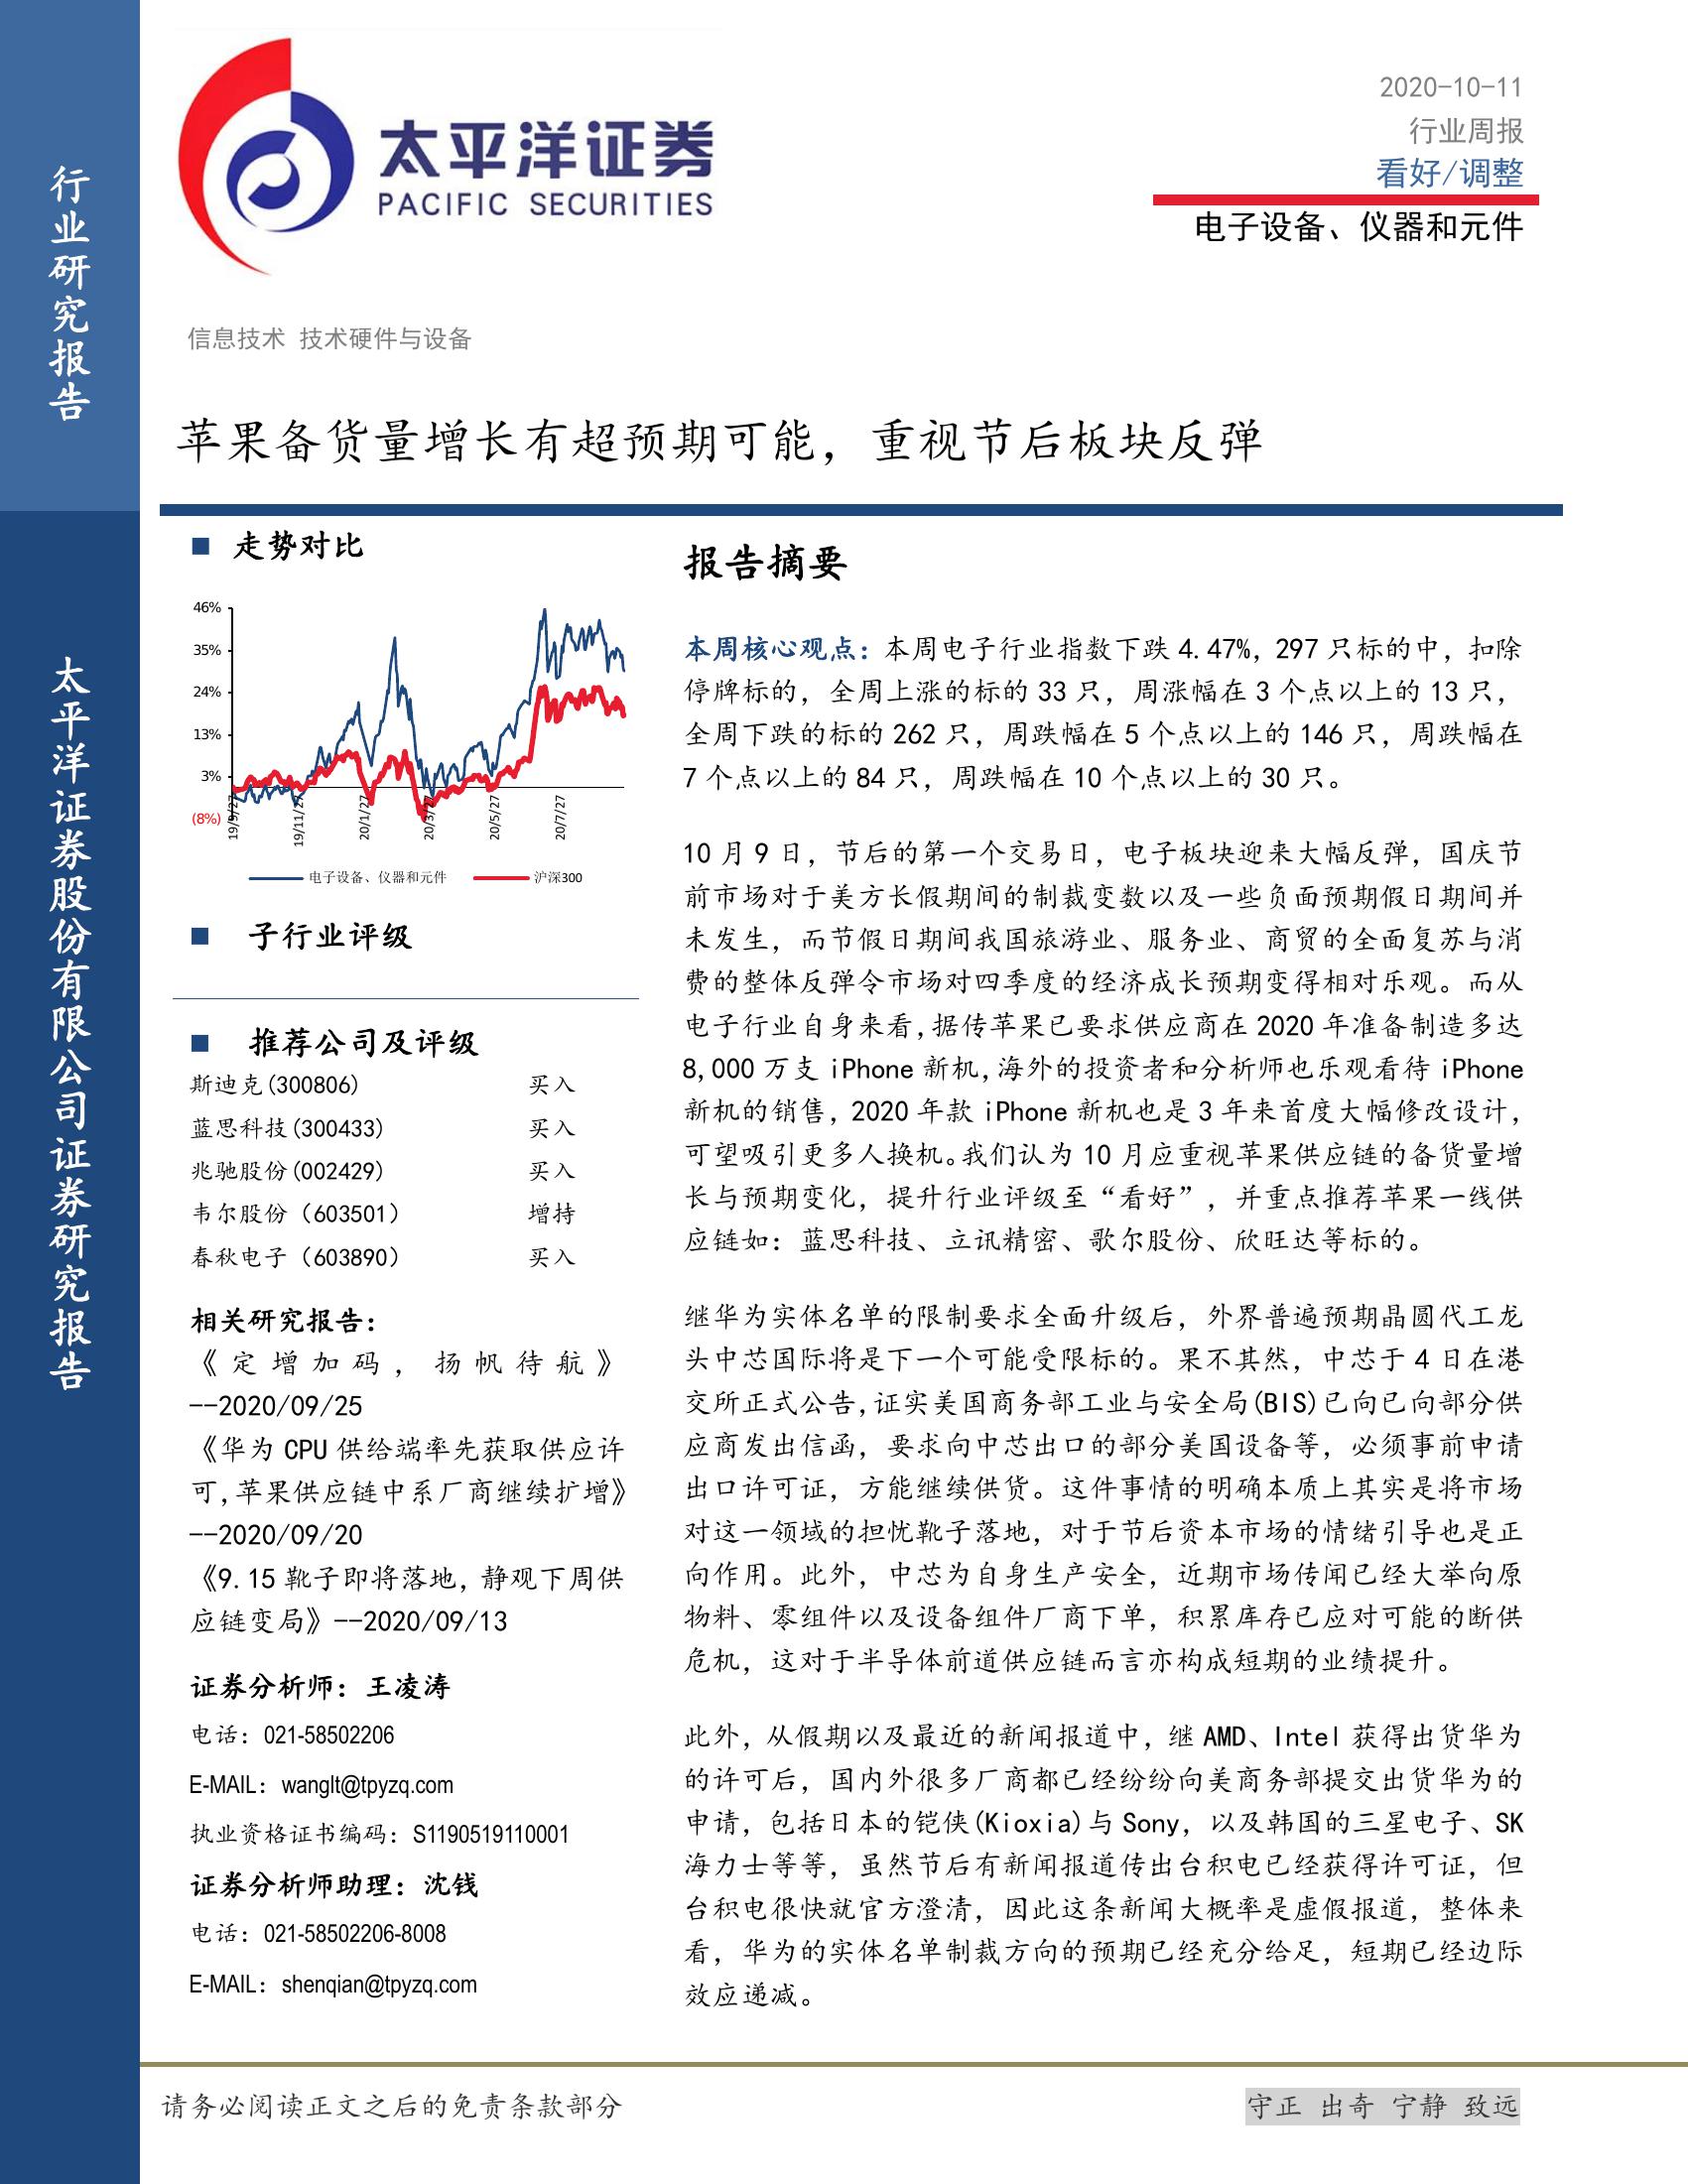 行业研究报告
太平洋证券股份有限公司证券研究报告
太平洋证券
PACIFIC SECURITIES
2020-10-11
行业周报
看好/调整
电子设备、仪器和元件
信息技术 技术硬件与设备
苹果备货量增长有超预期可能，重视节后板块反弹
■ 走势对比
46%
35%
24%
13%
3%
(8%)
19/9/27
19/11/27
20/1/27
20/3/27
20/5/27
20/7/27
电子设备、仪器和元件 沪深300
■ 子行业评级
■ 推荐公司及评级
斯迪克(300806) 买入
蓝思科技(300433) 买入
兆驰股份(002429) 买入
韦尔股份（603501） 增持
春秋电子（603890） 买入
相关研究报告：
《定增加码，扬帆待航》
--2020/09/25
《华为 CPU 供给端率先获取供应许
可,苹果供应链中系厂商继续扩增》
--2020/09/20
《9.15 靴子即将落地,静观下周供
应链变局》--2020/09/13
证券分析师：王凌涛
电话：021-58502206
E-MAIL：wanglt@tpyzq.com
执业资格证书编码：S1190519110001
证券分析师助理：沈钱
电话：021-58502206-8008
E-MAIL：shenqian@tpyzq.com
报告摘要
本周核心观点：本周电子行业指数下跌 4.47%，297 只标的中，扣除
停牌标的，全周上涨的标的 33 只，周涨幅在 3 个点以上的 13 只，
全周下跌的标的 262 只，周跌幅在 5 个点以上的 146 只，周跌幅在
7 个点以上的 84 只，周跌幅在 10 个点以上的 30 只。
10 月 9 日，节后的第一个交易日，电子板块迎来大幅反弹，国庆节
前市场对于美方长假期间的制裁变数以及一些负面预期假日期间并
未发生，而节假日期间我国旅游业、服务业、商贸的全面复苏与消
费的整体反弹令市场对四季度的经济成长预期变得相对乐观。而从
电子行业自身来看,据传苹果已要求供应商在 2020 年准备制造多达
8,000 万支 iPhone 新机,海外的投资者和分析师也乐观看待 iPhone
新机的销售，2020 年款 iPhone 新机也是 3 年来首度大幅修改设计，
可望吸引更多人换机。我们认为 10 月应重视苹果供应链的备货量增
长与预期变化，提升行业评级至“看好”，并重点推荐苹果一线供
应链如：蓝思科技、立讯精密、歌尔股份、欣旺达等标的。
继华为实体名单的限制要求全面升级后，外界普遍预期晶圆代工龙
头中芯国际将是下一个可能受限标的。果不其然，中芯于 4 日在港
交所正式公告,证实美国商务部工业与安全局(BIS)已向已向部分供
应商发出信函，要求向中芯出口的部分美国设备等，必须事前申请
出口许可证，方能继续供货。这件事情的明确本质上其实是将市场
对这一领域的担忧靴子落地，对于节后资本市场的情绪引导也是正
向作用。此外，中芯为自身生产安全，近期市场传闻已经大举向原
物料、零组件以及设备组件厂商下单，积累库存已应对可能的断供
危机，这对于半导体前道供应链而言亦构成短期的业绩提升。
此外，从假期以及最近的新闻报道中，继 AMD、Intel 获得出货华为
的许可后，国内外很多厂商都已经纷纷向美商务部提交出货华为的
申请，包括日本的铠侠(Kioxia)与 Sony，以及韩国的三星电子、SK
海力士等等，虽然节后有新闻报道传出台积电已经获得许可证，但
台积电很快就官方澄清，因此这条新闻大概率是虚假报道，整体来
看，华为的实体名单制裁方向的预期已经充分给足，短期已经边际
效应递减。
请务必阅读正文之后的免责条款部分
守正 出奇 宁静 致远